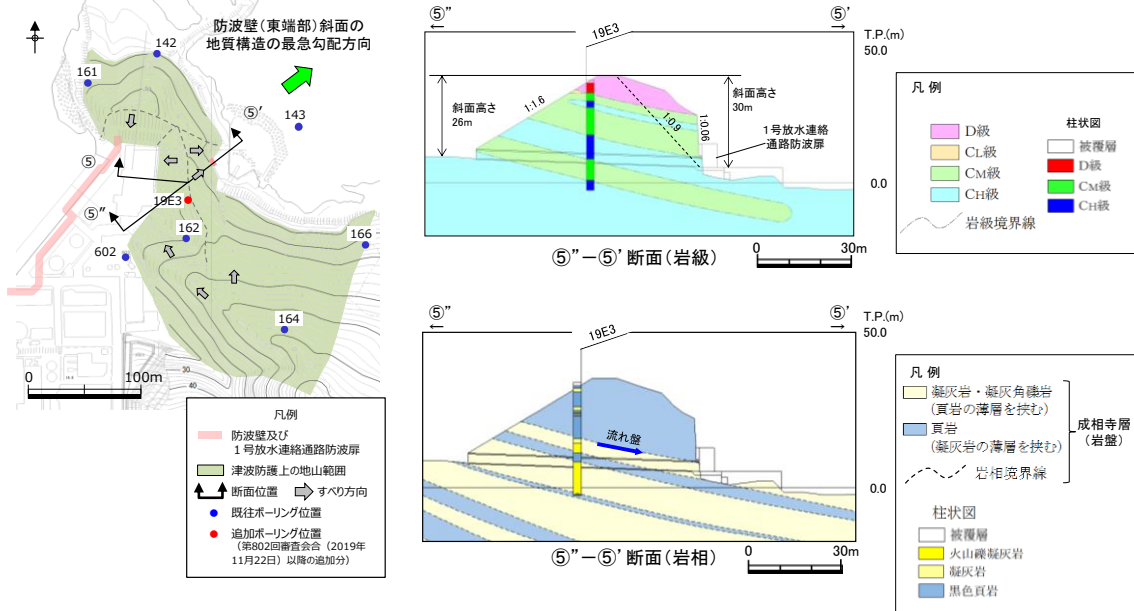 防波壁(東端部)斜面の
地質構造の最急勾配方向
142
161
143
⑤'
⑤
⑤"
19E3
162
602
166
164
0
100m
30
40
凡例
防波壁及び
1号放水連絡通路防波扉
津波防護上の地山範囲
断面位置
すべり方向
既往ボーリング位置
追加ボーリング位置
(第802回審査会合(2019年
11月22日)以降の追加分)
⑤"
⑤'
19E3
T.P.(m)
50.0
斜面高さ
26m
1:1.6
1:0.9
1:0.06
斜面高さ
30m
1号放水連絡
通路防波扉
0.0
0
30m
⑤"-⑤' 断面(岩級)
凡 例
D級
CL級
CM級
CH級
岩級境界線
柱状図
被覆層
D級
CM級
CH級
⑤"
⑤'
19E3
T.P.(m)
50.0
流れ盤
0.0
0
30m
⑤"-⑤' 断面(岩相)
凡 例
凝灰岩・凝灰角礫岩
(頁岩の薄層を挟む)
頁岩
(凝灰岩の薄層を挟む)
成相寺層
(岩盤)
岩相境界線
柱状図
被覆層
火山礫凝灰岩
凝灰岩
黒色頁岩